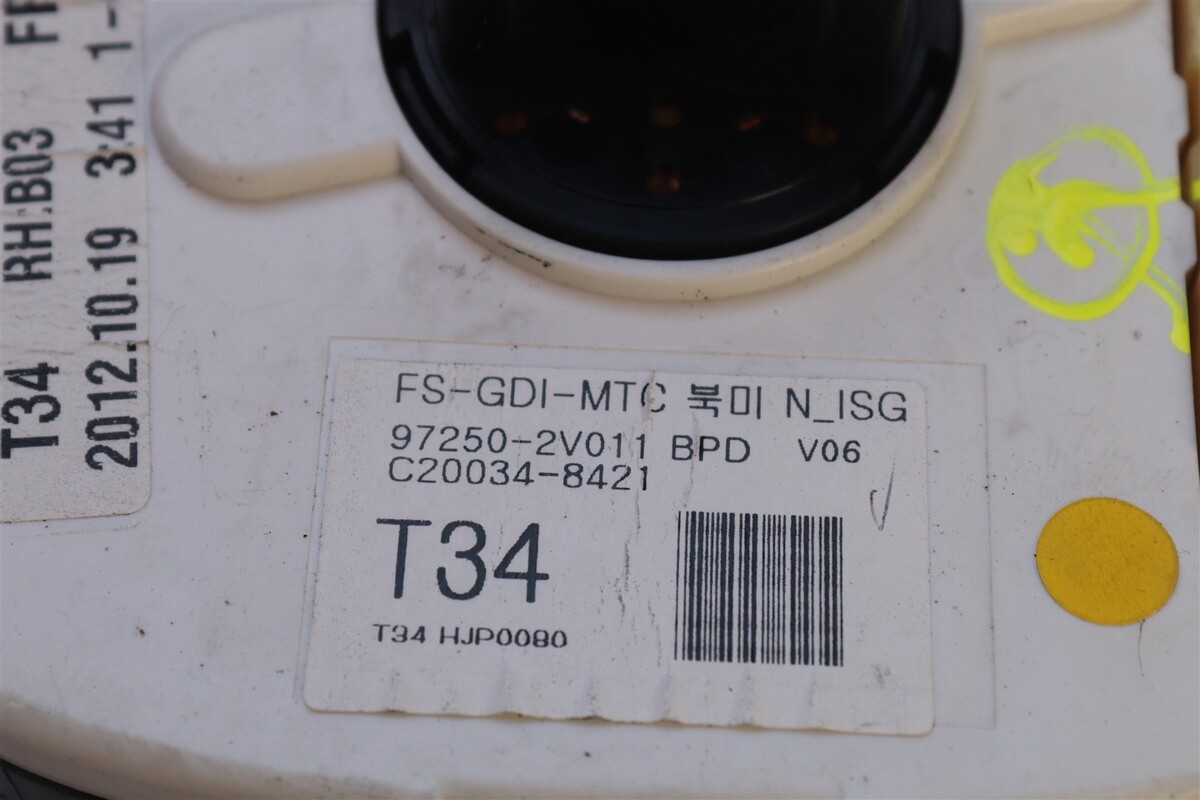 T34 RH:B03
2012.10.19 3:41
FS-GDI-MTC 북미 N_ISG
97250-2V011 BPD V06
C20034-8421
T34
T34 HJP0080